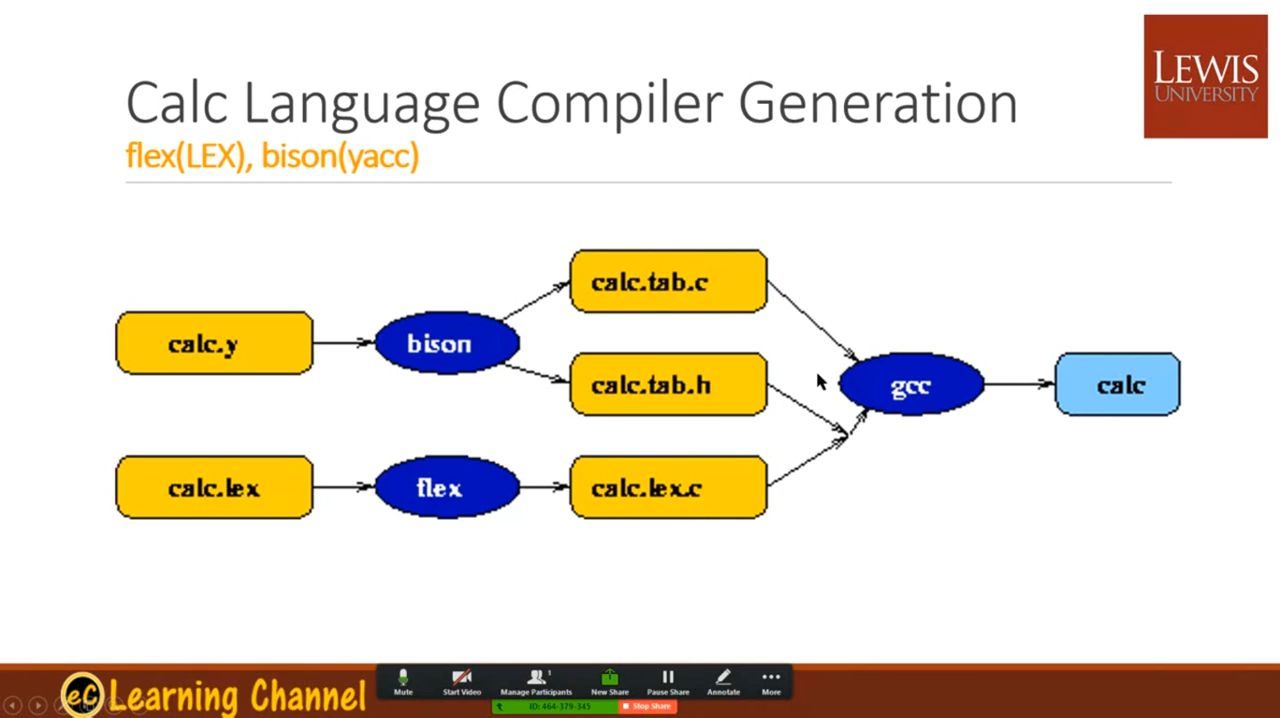 LEWIS
UNIVERSITY
Calc Language Compiler Generation
flex(LEX), bison(yacc)
calc.tab.c
calc.y
bison
calc.tab.h
gcc
calc
calc.lex
flex
calc.lex.c
eC Learning Channel
Mute
Start Video
Manage Participants
1
New Share
Pause Share
Annotate
More
ID: 464-379-345
Stop Share